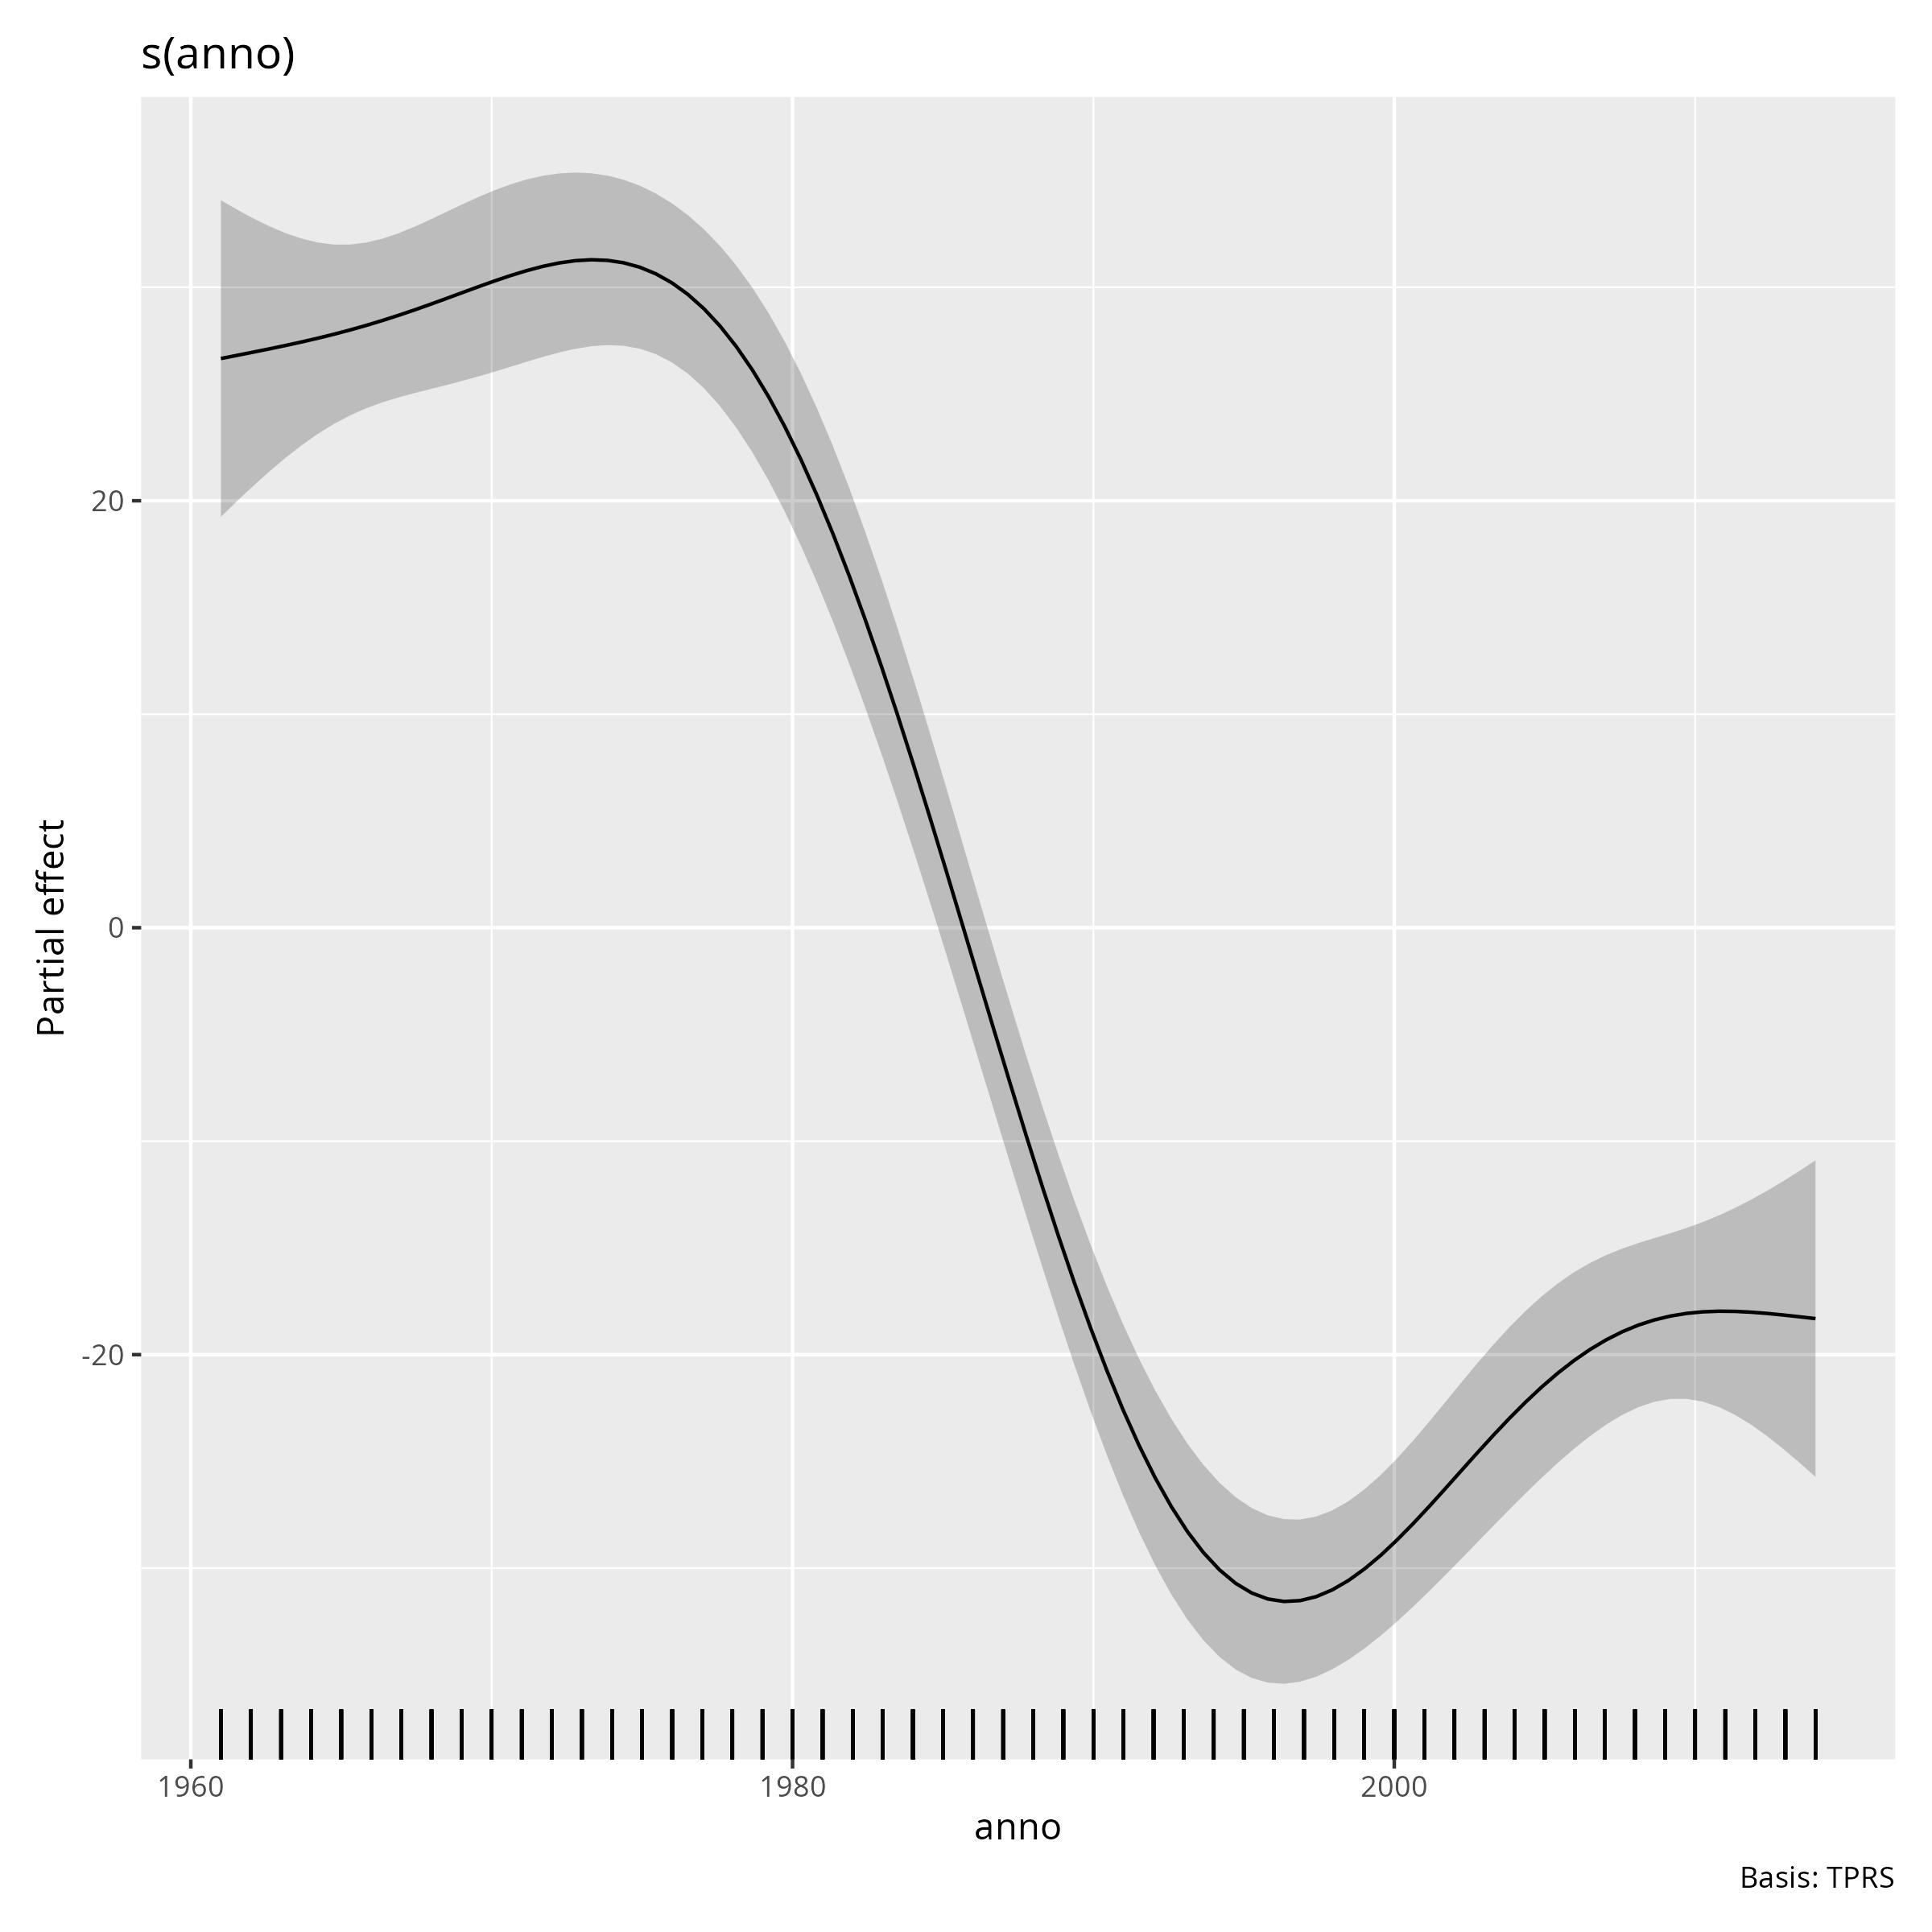 s(anno)
Partial effect
20
0
-20
1960 1980 2000
anno
Basis: TPRS